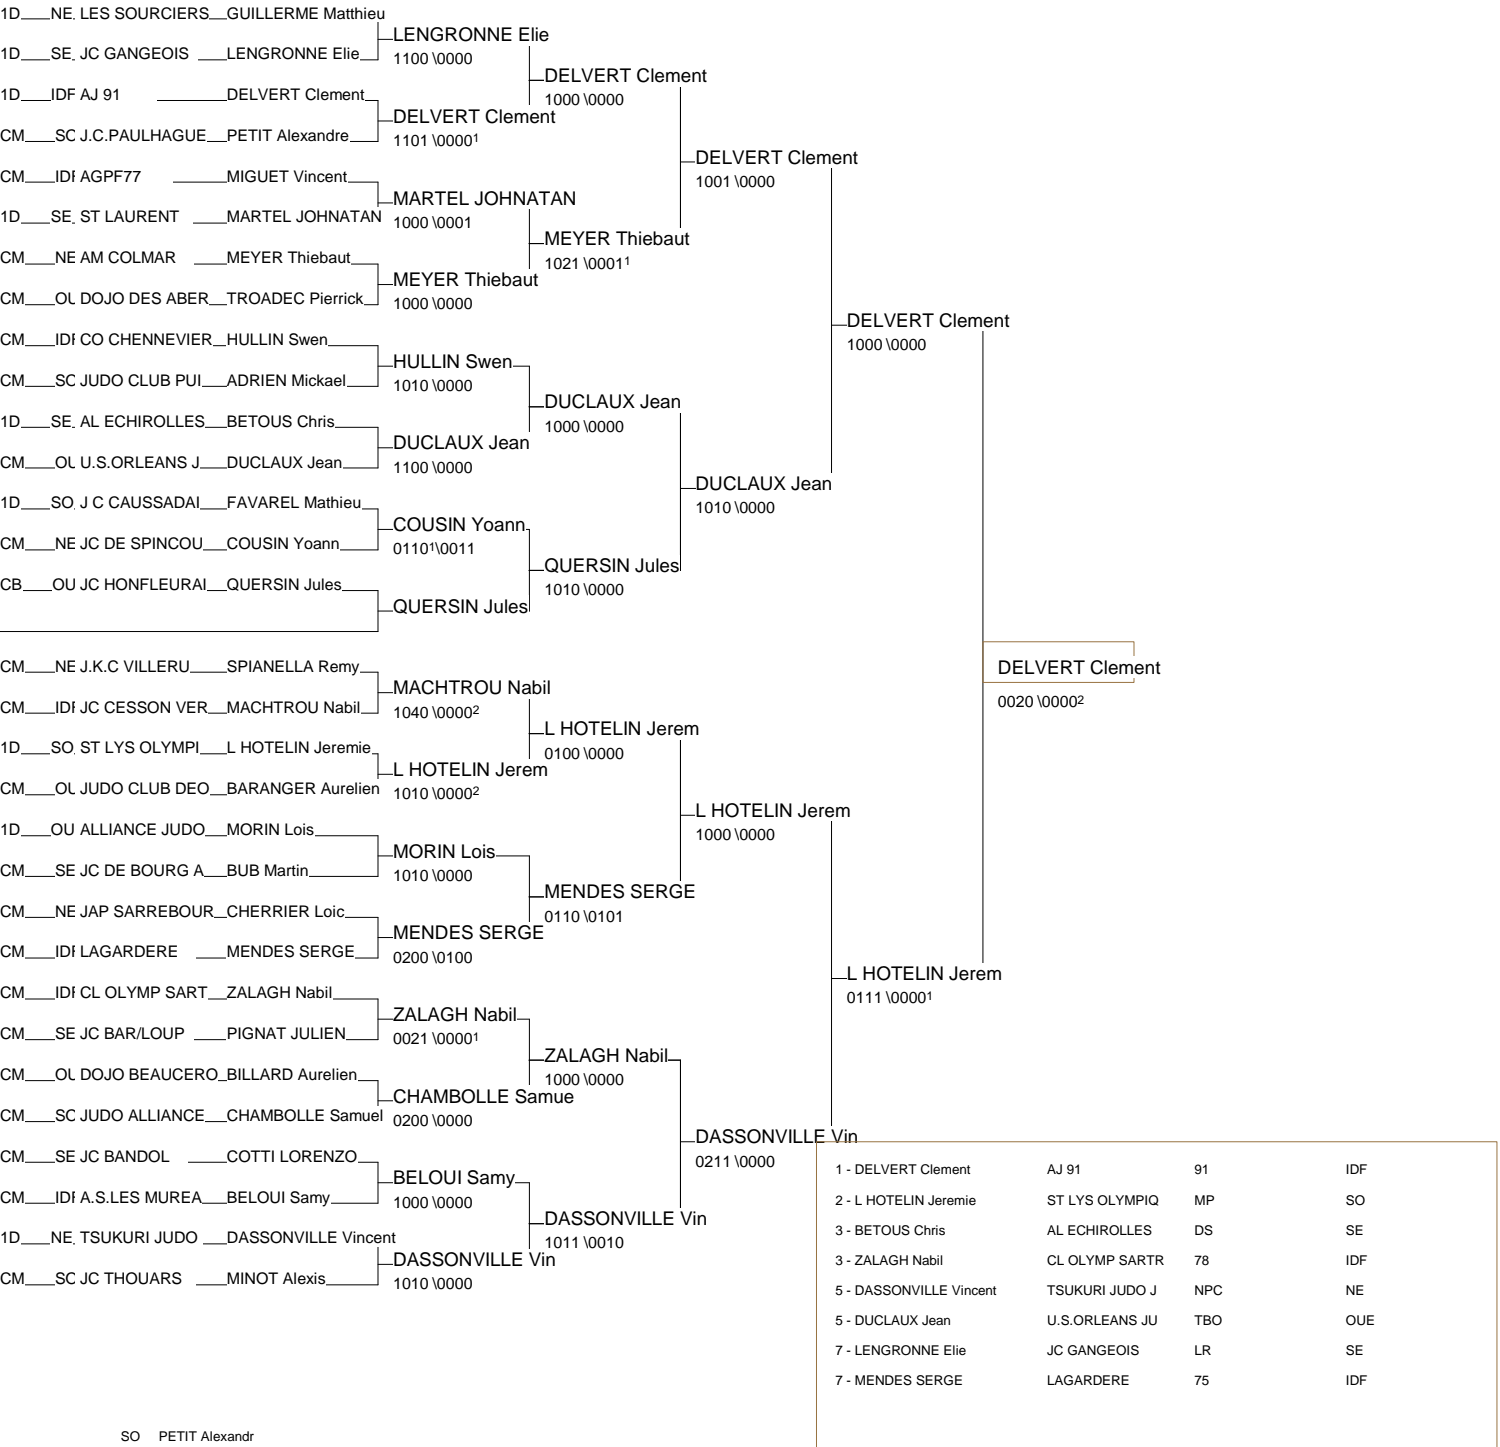 1D NE LES SOURCIERS GUILLERME Matthieu
LENGRONNE Elie
1D SE JC GANGEOIS LENGRONNE Elie
1100 \0000
DELVERT Clement
1D IDF AJ 91 DELVERT Clement
1000 \0000
DELVERT Clement
CM SO J.C.PAULHAGUE PETIT Alexandre
1101 \0000¹
DELVERT Clement
1001 \0000
CM IDF AGPF77 MIGUET Vincent
MARTEL JOHNATAN
1D SE ST LAURENT MARTEL JOHNATAN
1000 \0001
MEYER Thiebaut
CM NE AM COLMAR MEYER Thiebaut
1021 \0001¹
MEYER Thiebaut
CM OU DOJO DES ABER TROADEC Pierrick
1000 \0000
DELVERT Clement
1000 \0000
CM IDF CO CHENNEVIER HULLIN Swen
HULLIN Swen
CM SO JUDO CLUB PUI ADRIEN Mickael
1010 \0000
DUCLAUX Jean
1D SE AL ECHIROLLES BETOUS Chris
1000 \0000
DUCLAUX Jean
CM OU U.S.ORLEANS J DUCLAUX Jean
1100 \0000
DUCLAUX Jean
1010 \0000
1D SO J C CAUSSADAI FAVAREL Mathieu
COUSIN Yoann
CM NE JC DE SPINCOU COUSIN Yoann
0110¹\0011
QUERSIN Jules
CB OU JC HONFLEURAI QUERSIN Jules
1010 \0000
QUERSIN Jules
DELVERT Clement
0020 \0000²
CM NE J.K.C VILLERU SPIANELLA Remy
MACHTROU Nabil
CM IDF JC CESSON VER MACHTROU Nabil
1040 \0000²
L HOTELIN Jerem
1D SO ST LYS OLYMPI L HOTELIN Jeremie
0100 \0000
L HOTELIN Jerem
CM OU JUDO CLUB DEO BARANGER Aurelien
1010 \0000²
L HOTELIN Jerem
1000 \0000
1D OU ALLIANCE JUDO MORIN Lois
MORIN Lois
CM SE JC DE BOURG A BUB Martin
1010 \0000
MENDES SERGE
CM NE JAP SARREBOUR CHERRIER Loic
0110 \0101
MENDES SERGE
CM IDF LAGARDERE MENDES SERGE
0200 \0100
L HOTELIN Jerem
0111 \0000¹
CM IDF CL OLYMP SART ZALAGH Nabil
ZALAGH Nabil
CM SE JC BAR/LOUP PIGNAT JULIEN
0021 \0000¹
ZALAGH Nabil
CM OU DOJO BEAUCERO BILLARD Aurelien
1000 \0000
CHAMBOLLE Samue
CM SO JUDO ALLIANCE CHAMBOLLE Samuel
0200 \0000
DASSONVILLE Vin
0211 \0000
CM SE JC BANDOL COTTI LORENZO
BELOUI Samy
CM IDF A.S.LES MUREA BELOUI Samy
1000 \0000
DASSONVILLE Vin
1D NE TSUKURI JUDO DASSONVILLE Vincent
1011 \0010
DASSONVILLE Vin
CM SO JC THOUARS MINOT Alexis
1010 \0000
1 - DELVERT Clement AJ 91 91 IDF
2 - L HOTELIN Jeremie ST LYS OLYMPIQ MP SO
3 - BETOUS Chris AL ECHIROLLES DS SE
3 - ZALAGH Nabil CL OLYMP SARTR 78 IDF
5 - DASSONVILLE Vincent TSUKURI JUDO J NPC NE
5 - DUCLAUX Jean U.S.ORLEANS JU TBO OUE
7 - LENGRONNE Elie JC GANGEOIS LR SE
7 - MENDES SERGE LAGARDERE 75 IDF
SO PETIT Alexandr